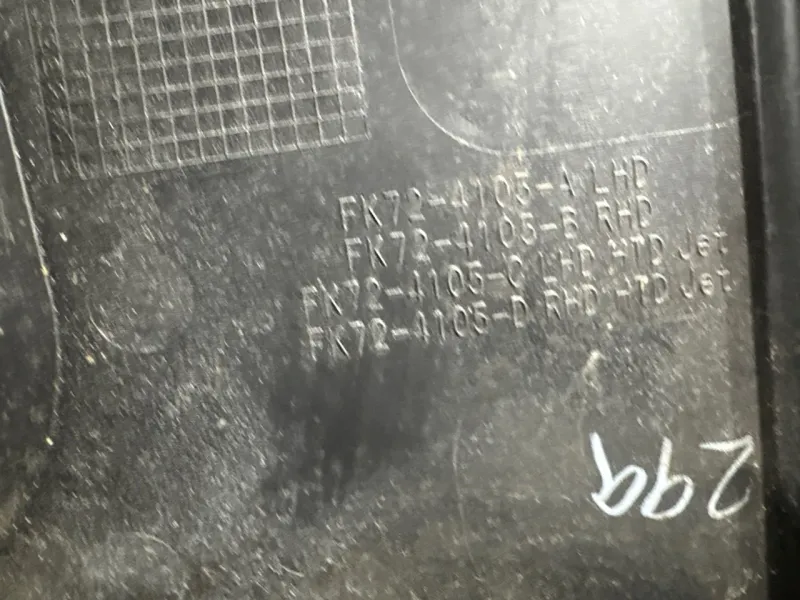 FK72-4105-A LHD
FK72-4105-B RHD
FK72-4105-C LHD HTD Jet
FK72-4105-D RHD HTD Jet
299